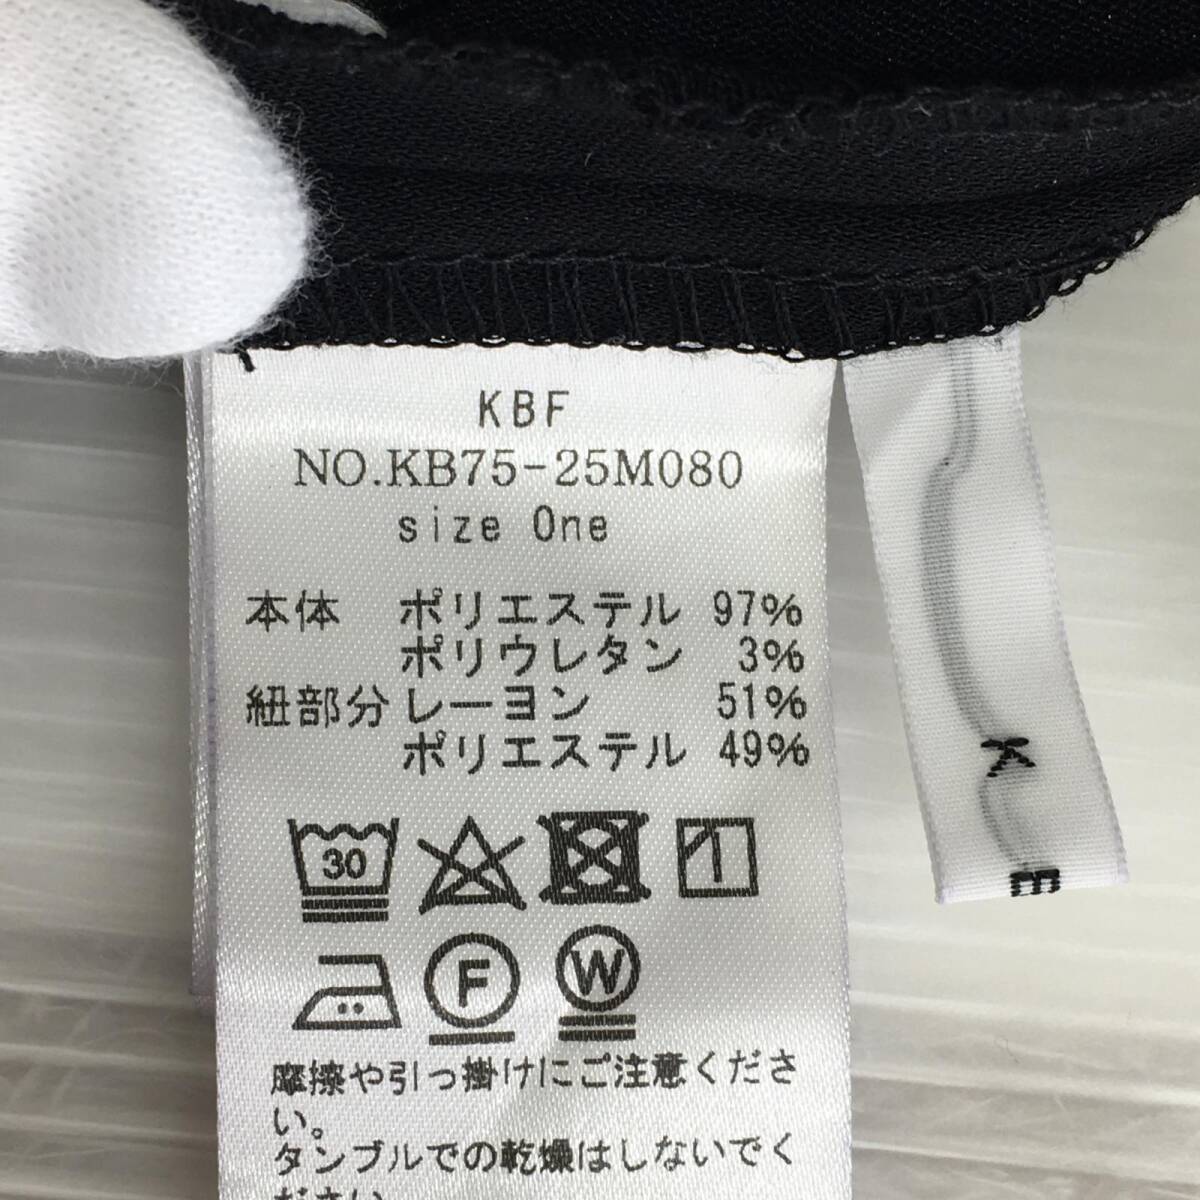 KBF
NO.KB75-25M080
size One
本体 ポリエステル 97%
ポリウレタン 3%
紐部分 レーヨン 51%
ポリエステル 49%
30
F
W
摩擦や引っ掛けにご注意くださ
い。
タンブルでの乾燥はしないでく
ださい
K
B